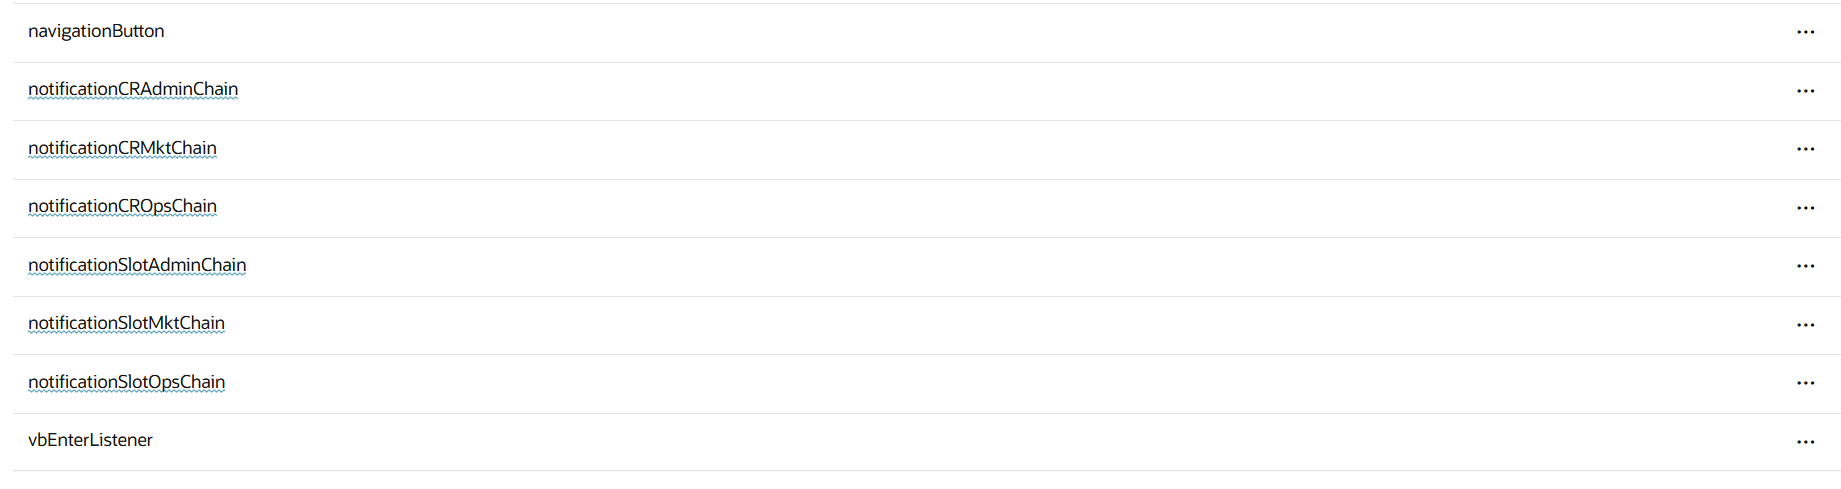 navigationButton
notificationCRAdminChain
notificationCRMktChain
notificationCROpsChain
notificationSlotAdminChain
notificationSlotMktChain
notificationSlotOpsChain
vbEnterListener